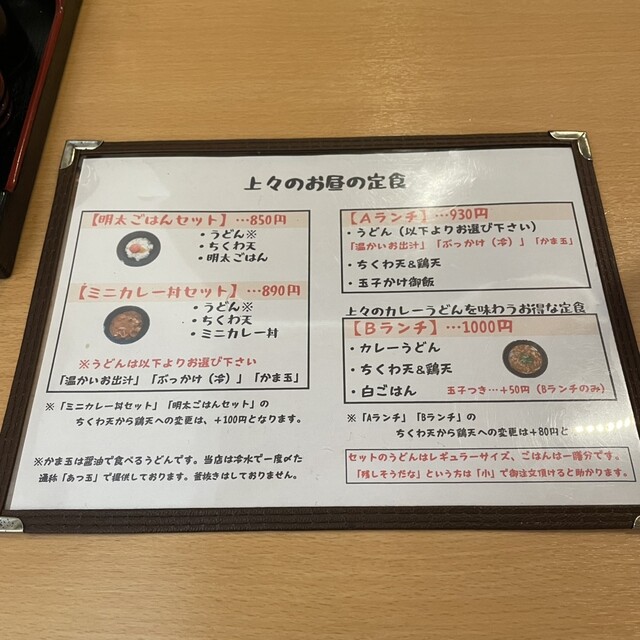 上々のお昼の定食
【明太ごはんセット】…850円
・うどん※
・ちくわ天
・明太ごはん
【ミニカレー丼セット】…890円
・うどん※
・ちくわ天
・ミニカレー丼
※うどんは以下よりお選び下さい
「温かいお出汁」「ぶっかけ（冷）」「かま玉」
※「ミニカレー丼セット」「明太ごはんセット」の
ちくわ天から鶏天への変更は、+100円となります。
※かま玉は醤油で食べるうどんです。当店は冷水で一度〆た
通称「あつ玉」で提供しております。釜抜きはしておりません。
【Aランチ】…930円
・うどん（以下よりお選び下さい）
「温かいお出汁」「ぶっかけ（冷）」「かま玉」
・ちくわ天&鶏天
・玉子かけ御飯
上々のカレーうどんを味わうお得な定食
【Bランチ】…1000円
・カレーうどん
・ちくわ天&鶏天
・白ごはん
玉子つき…+50円（Bランチのみ）
※「Aランチ」「Bランチ」の
ちくわ天から鶏天への変更は、+80円と
セットのうどんはレギュラーサイズ、ごはんは一膳分です。
「残しそうだな」という方は「小」で御注文頂けると助かります。